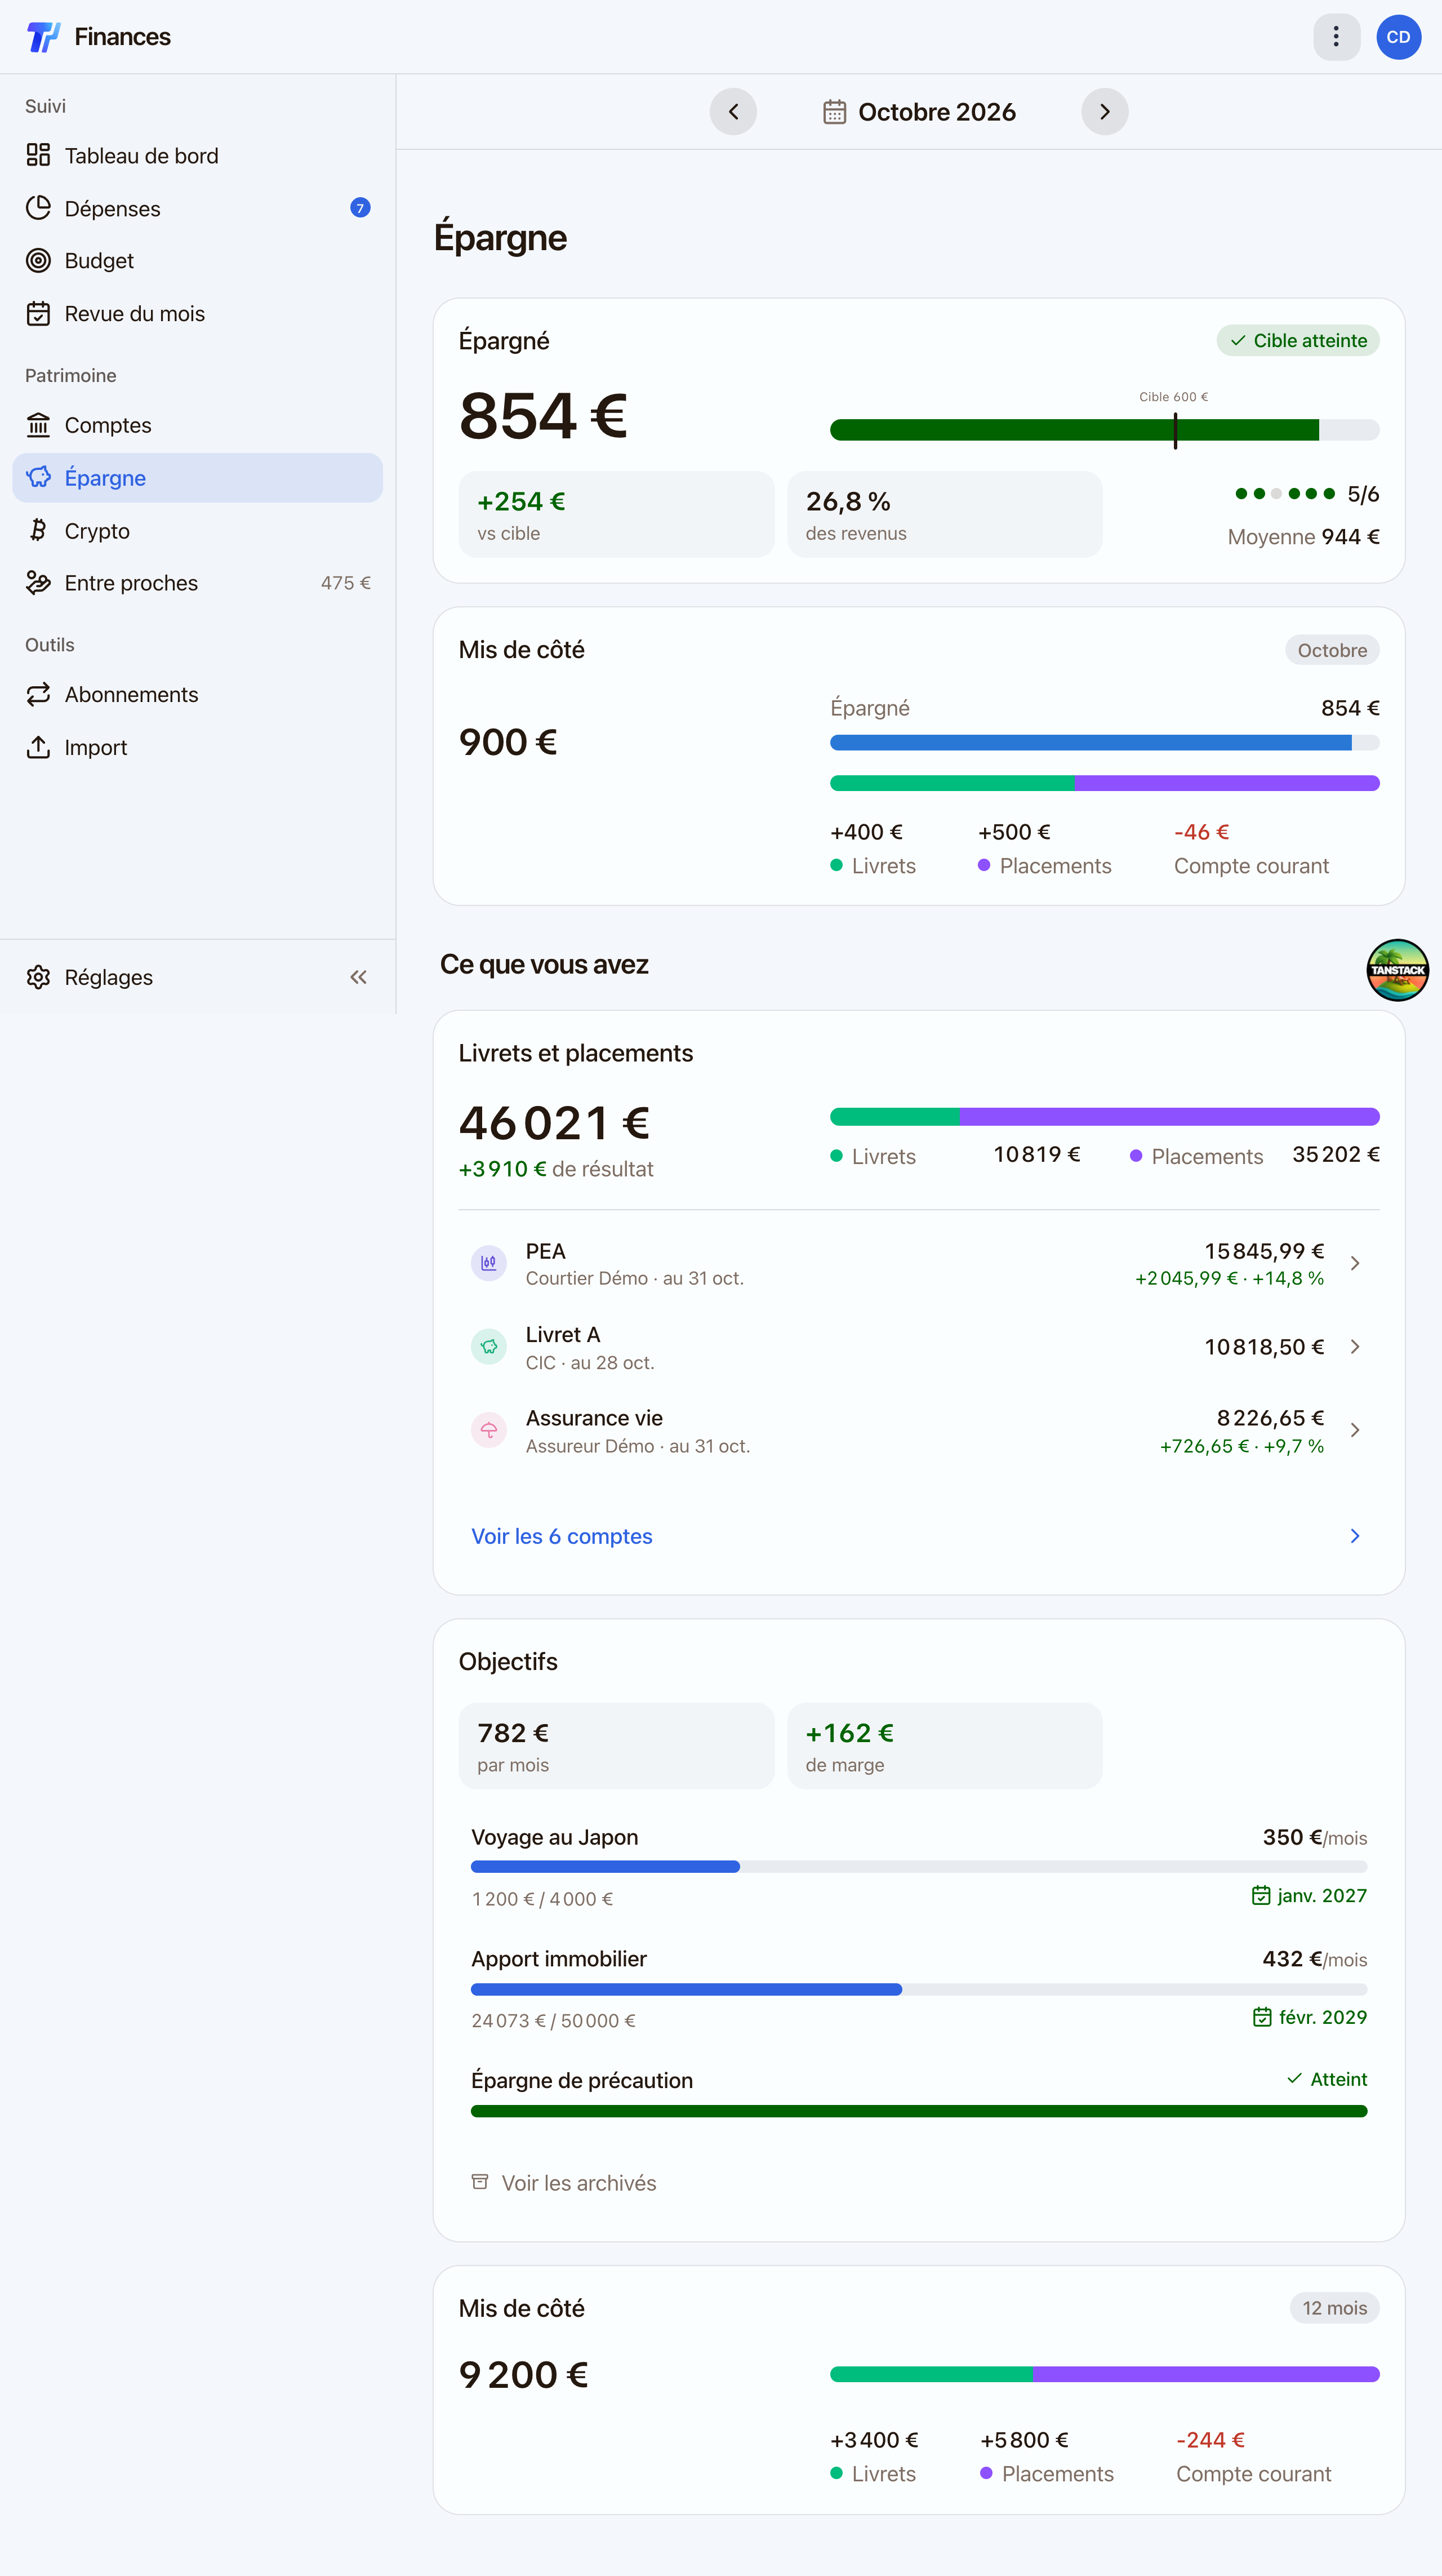 Finances
CD
Suivi
Tableau de bord
Dépenses 7
Budget
Revue du mois
Patrimoine
Comptes
Épargne
Crypto
Entre proches 475 €
Outils
Abonnements
Import
Réglages
Octobre 2026
Épargne
Épargné
Cible atteinte
854 €
Cible 600 €
+254 €
vs cible
26,8 %
des revenus
5/6
Moyenne 944 €
Mis de côté
Octobre
900 €
Épargné 854 €
+400 € +500 € -46 €
Livrets Placements Compte courant
Ce que vous avez
TANSTACK
Livrets et placements
46 021 €
+3 910 € de résultat
Livrets 10 819 € Placements 35 202 €
PEA
Courtier Démo · au 31 oct.
15 845,99 €
+2 045,99 € · +14,8 %
Livret A
CIC · au 28 oct.
10 818,50 €
Assurance vie
Assureur Démo · au 31 oct.
8 226,65 €
+726,65 € · +9,7 %
Voir les 6 comptes
Objectifs
782 €
par mois
+162 €
de marge
Voyage au Japon 350 €/mois
1 200 € / 4 000 € janv. 2027
Apport immobilier 432 €/mois
24 073 € / 50 000 € févr. 2029
Épargne de précaution Atteint
Voir les archivés
Mis de côté
12 mois
9 200 €
+3 400 € +5 800 € -244 €
Livrets Placements Compte courant